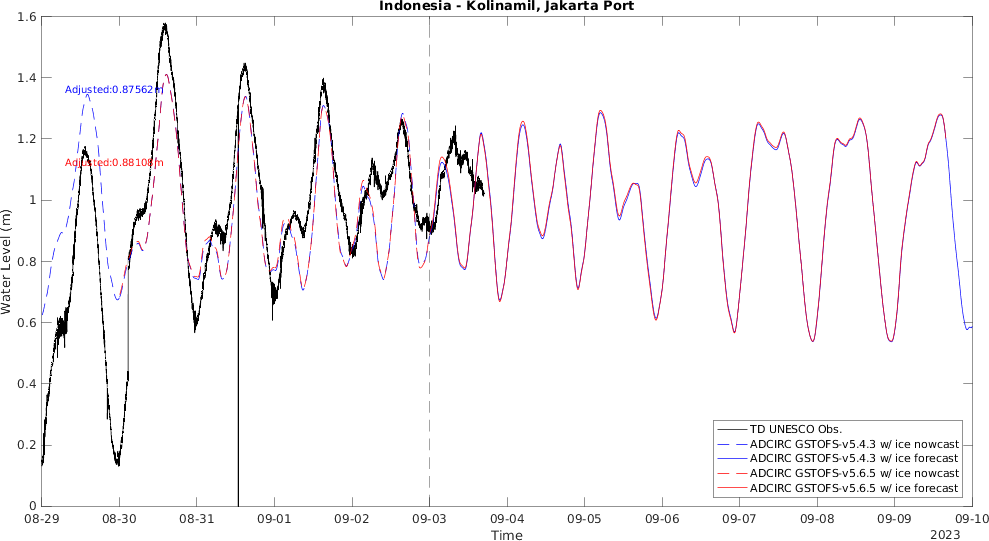 Indonesia - Kolinamil, Jakarta Port
1.6
1.4
1.2
1
0.8
0.6
0.4
0.2
0
Water Level (m)
Adjusted:0.87562 m
Adjusted:0.88108 m
TD UNESCO Obs.
ADCIRC GSTOFS-v5.4.3 w/ ice nowcast
ADCIRC GSTOFS-v5.4.3 w/ ice forecast
ADCIRC GSTOFS-v5.6.5 w/ ice nowcast
ADCIRC GSTOFS-v5.6.5 w/ ice forecast
08-29 08-30 08-31 09-01 09-02 09-03 09-04 09-05 09-06 09-07 09-08 09-09 09-10
Time
2023